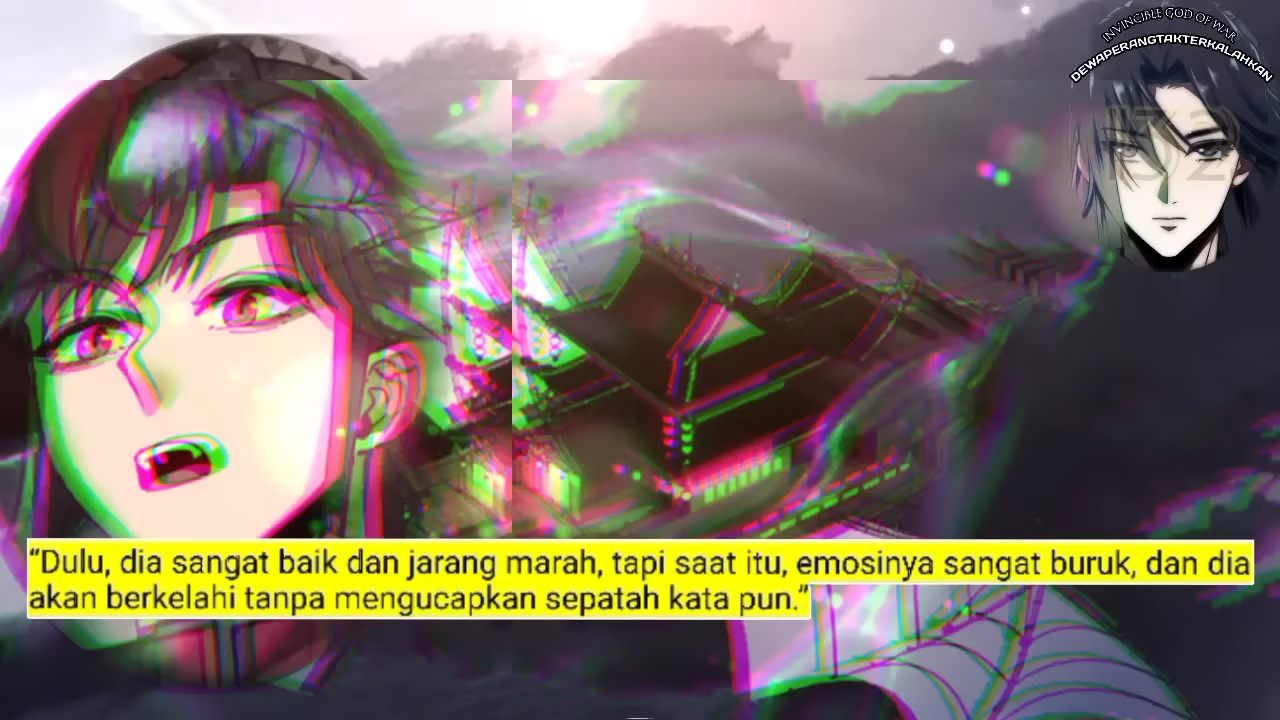 INVINCIBLE GOD OF WAR
DEWAPERANGTAKTERKALAHKAN
“Dulu, dia sangat baik dan jarang marah, tapi saat itu, emosinya sangat buruk, dan dia
akan berkelahi tanpa mengucapkan sepatah kata pun.”